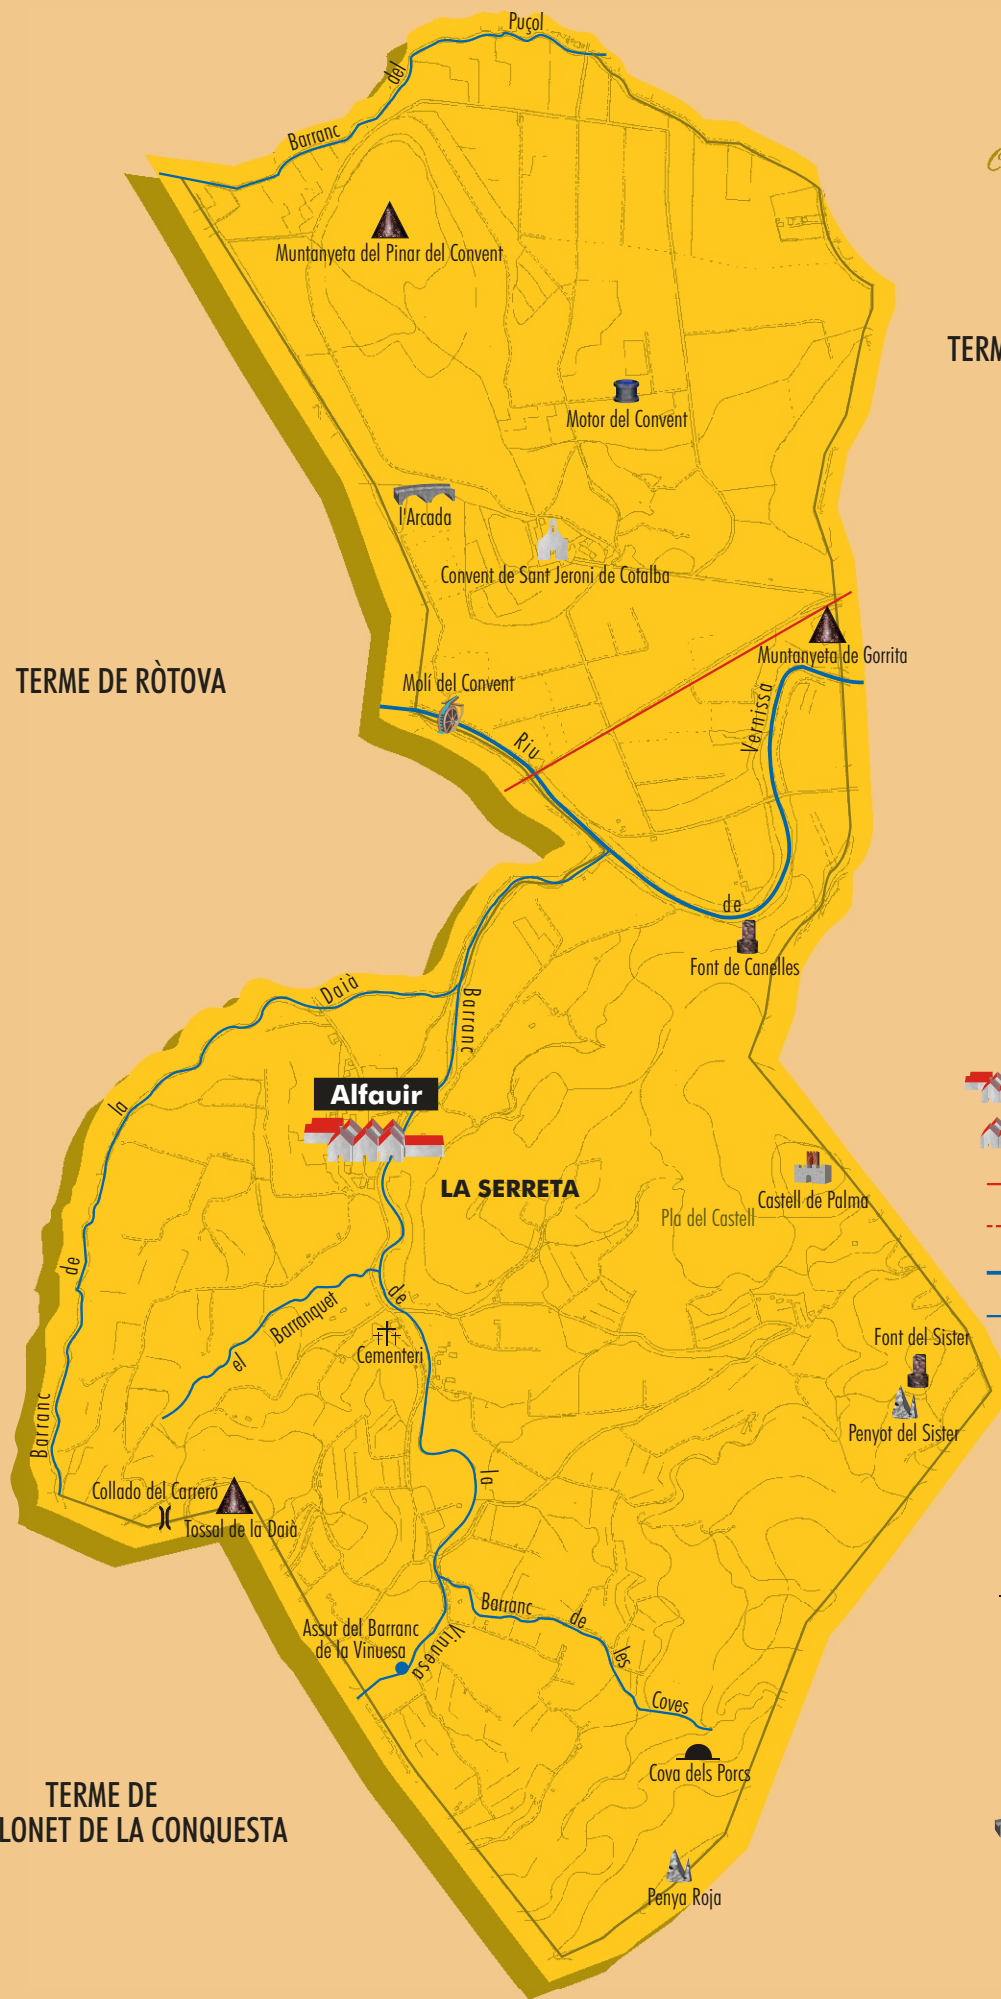 Barranc del Puçol
Muntanyeta del Pinar del Convent
TERM
Motor del Convent
l'Arcada
Convent de Sant Jeroni de Cotalba
Muntanyeta de Gorrita
TERME DE RÒTOVA
Molí del Convent
Riu de Vernissa
Font de Canelles
Barranc de la Daià
Barranc de la Vinuesa
Alfauir
LA SERRETA
Castell de Palma
Pla del Castell
el Barranquet
Cementeri
Font del Sister
Penyot del Sister
Collado del Carreró
Tossal de la Daià
Barranc de les Coves
Assut del Barranc
de la Vinuesa
Cova dels Porcs
TERME DE
LONET DE LA CONQUESTA
Penya Roja